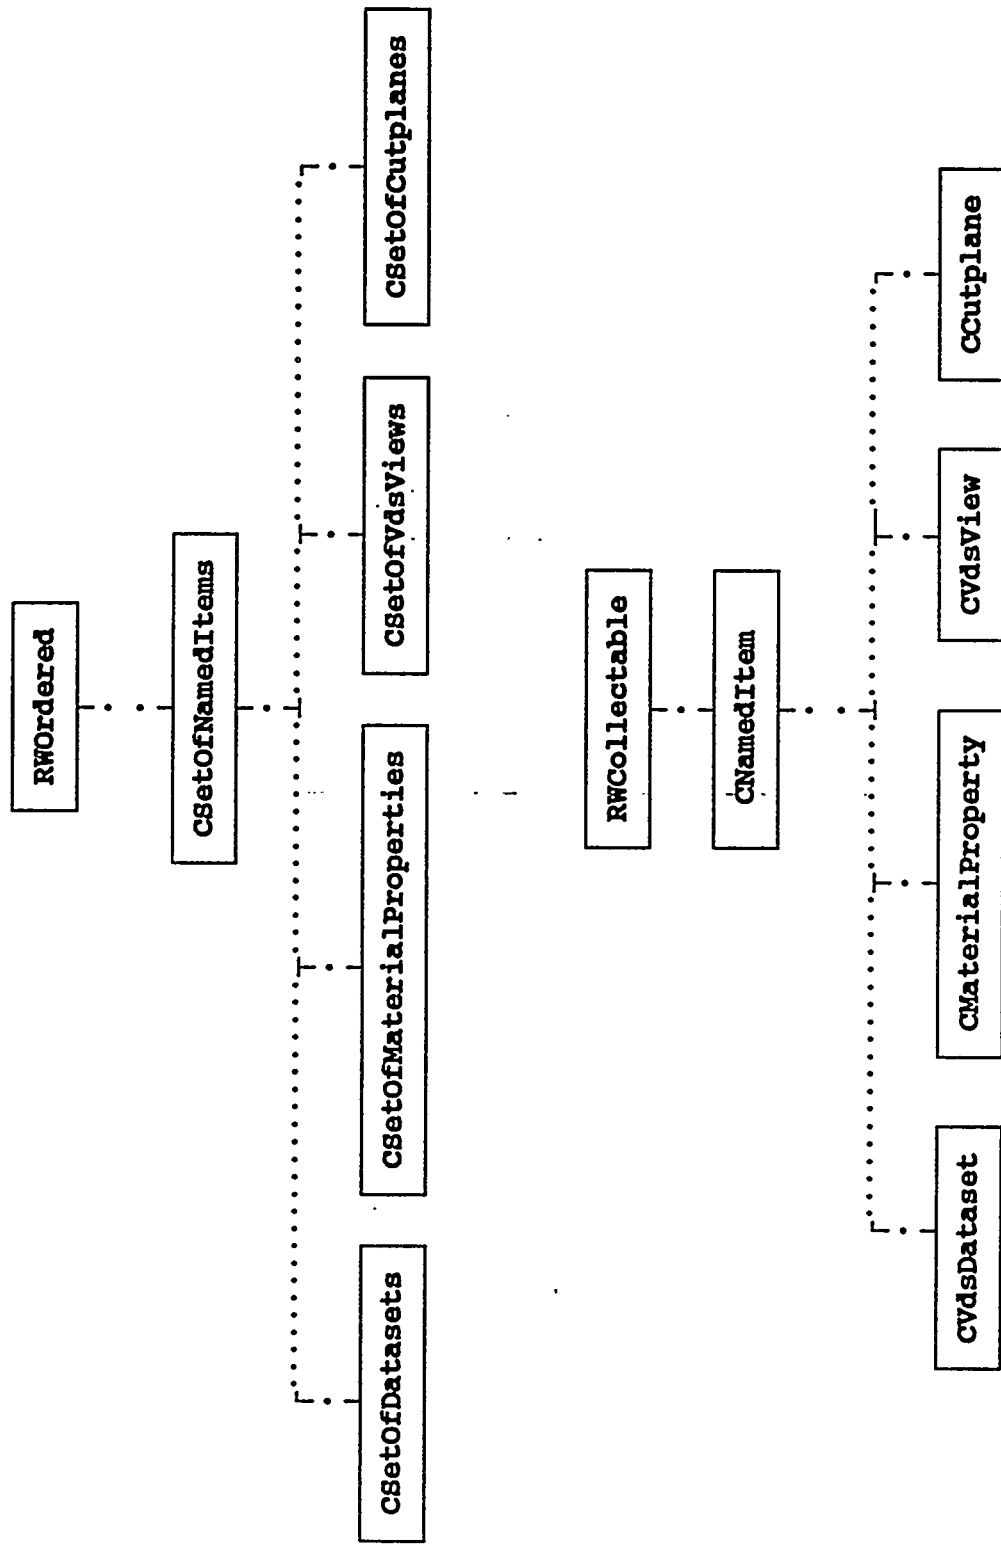 RWOrdered
CSetOfNamedItems
CSetOfDatasets
CSetOfMaterialProperties
CSetOfVdsViews
CSetOfCutplanes
RWCollectable
CNamedItem
CVdsDataset
CMaterialProperty
CVdsView
CCutplane